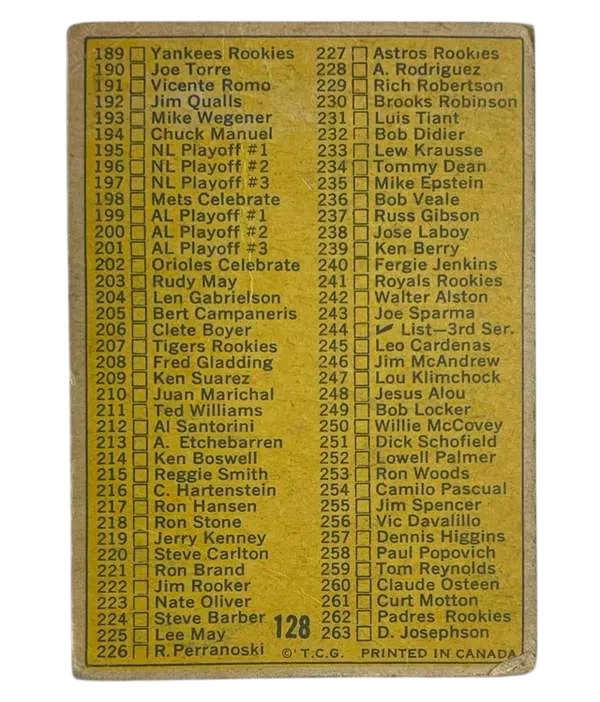 189 Yankees Rookies
190 Joe Torre
191 Vicente Romo
192 Jim Qualls
193 Mike Wegener
194 Chuck Manuel
195 NL Playoff #1
196 NL Playoff #2
197 NL Playoff #3
198 Mets Celebrate
199 AL Playoff #1
200 AL Playoff #2
201 AL Playoff #3
202 Orioles Celebrate
203 Rudy May
204 Len Gabrielson
205 Bert Campaneris
206 Clete Boyer
207 Tigers Rookies
208 Fred Gladding
209 Ken Suarez
210 Juan Marichal
211 Ted Williams
212 Al Santorini
213 A. Etchebarren
214 Ken Boswell
215 Reggie Smith
216 C. Hartenstein
217 Ron Hansen
218 Ron Stone
219 Jerry Kenney
220 Steve Carlton
221 Ron Brand
222 Jim Rooker
223 Nate Oliver
224 Steve Barber
225 Lee May
226 R. Perranoski
227 Astros Rookies
228 A. Rodriguez
229 Rich Robertson
230 Brooks Robinson
231 Luis Tiant
232 Bob Didier
233 Lew Krausse
234 Tommy Dean
235 Mike Epstein
236 Bob Veale
237 Russ Gibson
238 Jose Laboy
239 Ken Berry
240 Fergie Jenkins
241 Royals Rookies
242 Walter Alston
243 Joe Sparma
244 ✔ List—3rd Ser.
245 Leo Cardenas
246 Jim McAndrew
247 Lou Klimchock
248 Jesus Alou
249 Bob Locker
250 Willie McCovey
251 Dick Schofield
252 Lowell Palmer
253 Ron Woods
254 Camilo Pascual
255 Jim Spencer
256 Vic Davalillo
257 Dennis Higgins
258 Paul Popovich
259 Tom Reynolds
260 Claude Osteen
261 Curt Motton
262 Padres Rookies
263 D. Josephson
128
© T.C.G. PRINTED IN CANADA